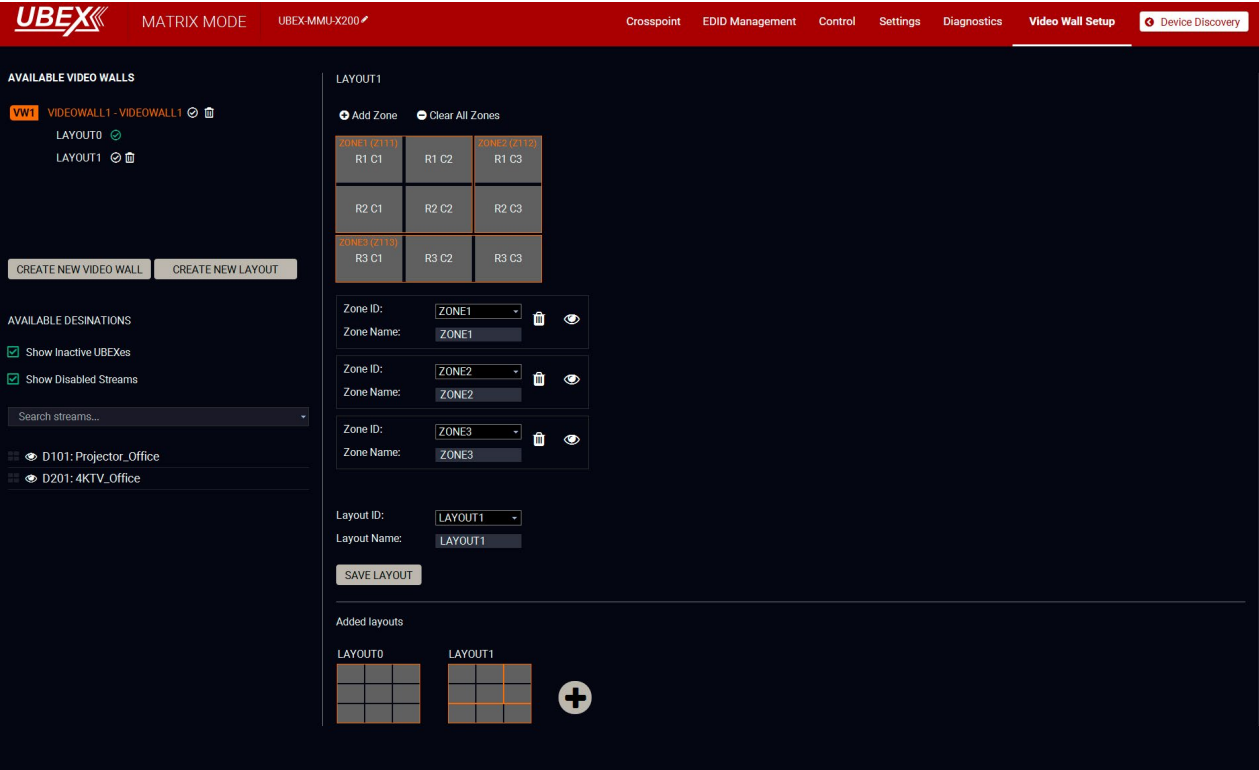 UBEX MATRIX MODE UBEX-MMU-X200 Crosspoint EDID Management Control Settings Diagnostics Video Wall Setup Device Discovery
AVAILABLE VIDEO WALLS
VW1 VIDEOWALL1 - VIDEOWALL1
LAYOUT0
LAYOUT1
CREATE NEW VIDEO WALL CREATE NEW LAYOUT
AVAILABLE DESINATIONS
Show Inactive UBEXes
Show Disabled Streams
Search streams...
D101: Projector_Office
D201: 4KTV_Office
LAYOUT1
Add Zone Clear All Zones
ZONE1 (Z111) ZONE2 (Z112)
R1 C1 R1 C2 R1 C3
R2 C1 R2 C2 R2 C3
ZONE3 (Z113)
R3 C1 R3 C2 R3 C3
Zone ID: ZONE1
Zone Name: ZONE1
Zone ID: ZONE2
Zone Name: ZONE2
Zone ID: ZONE3
Zone Name: ZONE3
Layout ID: LAYOUT1
Layout Name: LAYOUT1
SAVE LAYOUT
Added layouts
LAYOUT0 LAYOUT1